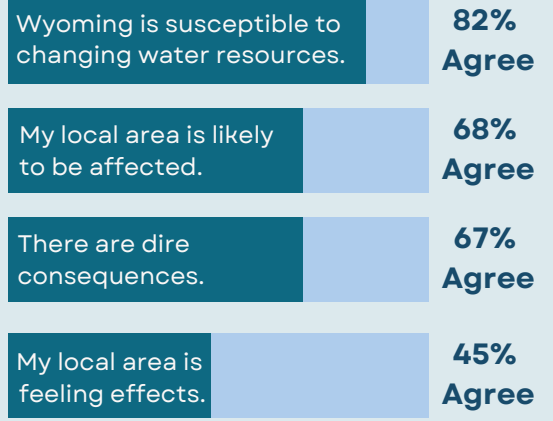 Wyoming is susceptible to
changing water resources.
82%
Agree
My local area is likely
to be affected.
68%
Agree
There are dire
consequences.
67%
Agree
My local area is
feeling effects.
45%
Agree